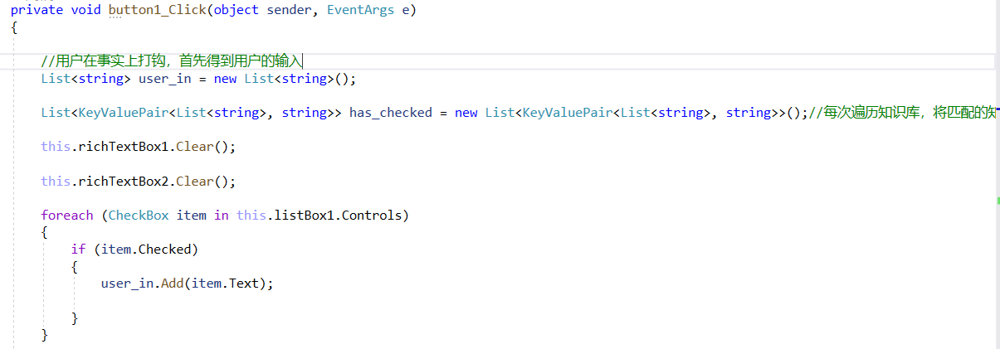 private void button1_Click(object sender, EventArgs e)
{
//用户在事实上打钩，首先得到用户的输入
List<string> user_in = new List<string>();
List<KeyValuePair<List<string>, string>> has_checked = new List<KeyValuePair<List<string>, string>>();//每次遍历知识库，将匹配的知
this.richTextBox1.Clear();
this.richTextBox2.Clear();
foreach (CheckBox item in this.listBox1.Controls)
{
if (item.Checked)
{
user_in.Add(item.Text);
}
}